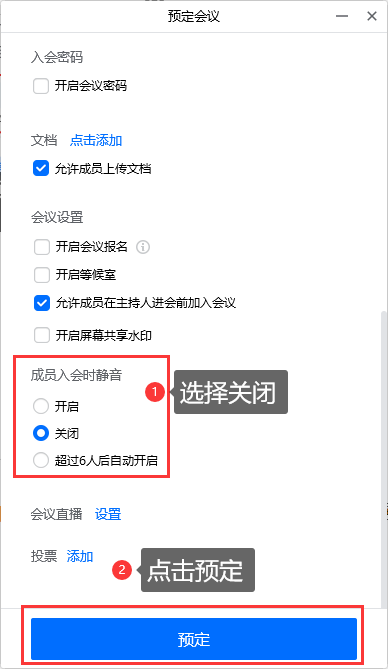 预定会议
入会密码
开启会议密码
文档 点击添加
允许成员上传文档
会议设置
开启会议报名
开启等候室
允许成员在主持人进会前加入会议
开启屏幕共享水印
成员入会时静音
开启
1 选择关闭
关闭
超过6人后自动开启
会议直播 设置
投票 添加
2 点击预定
预定